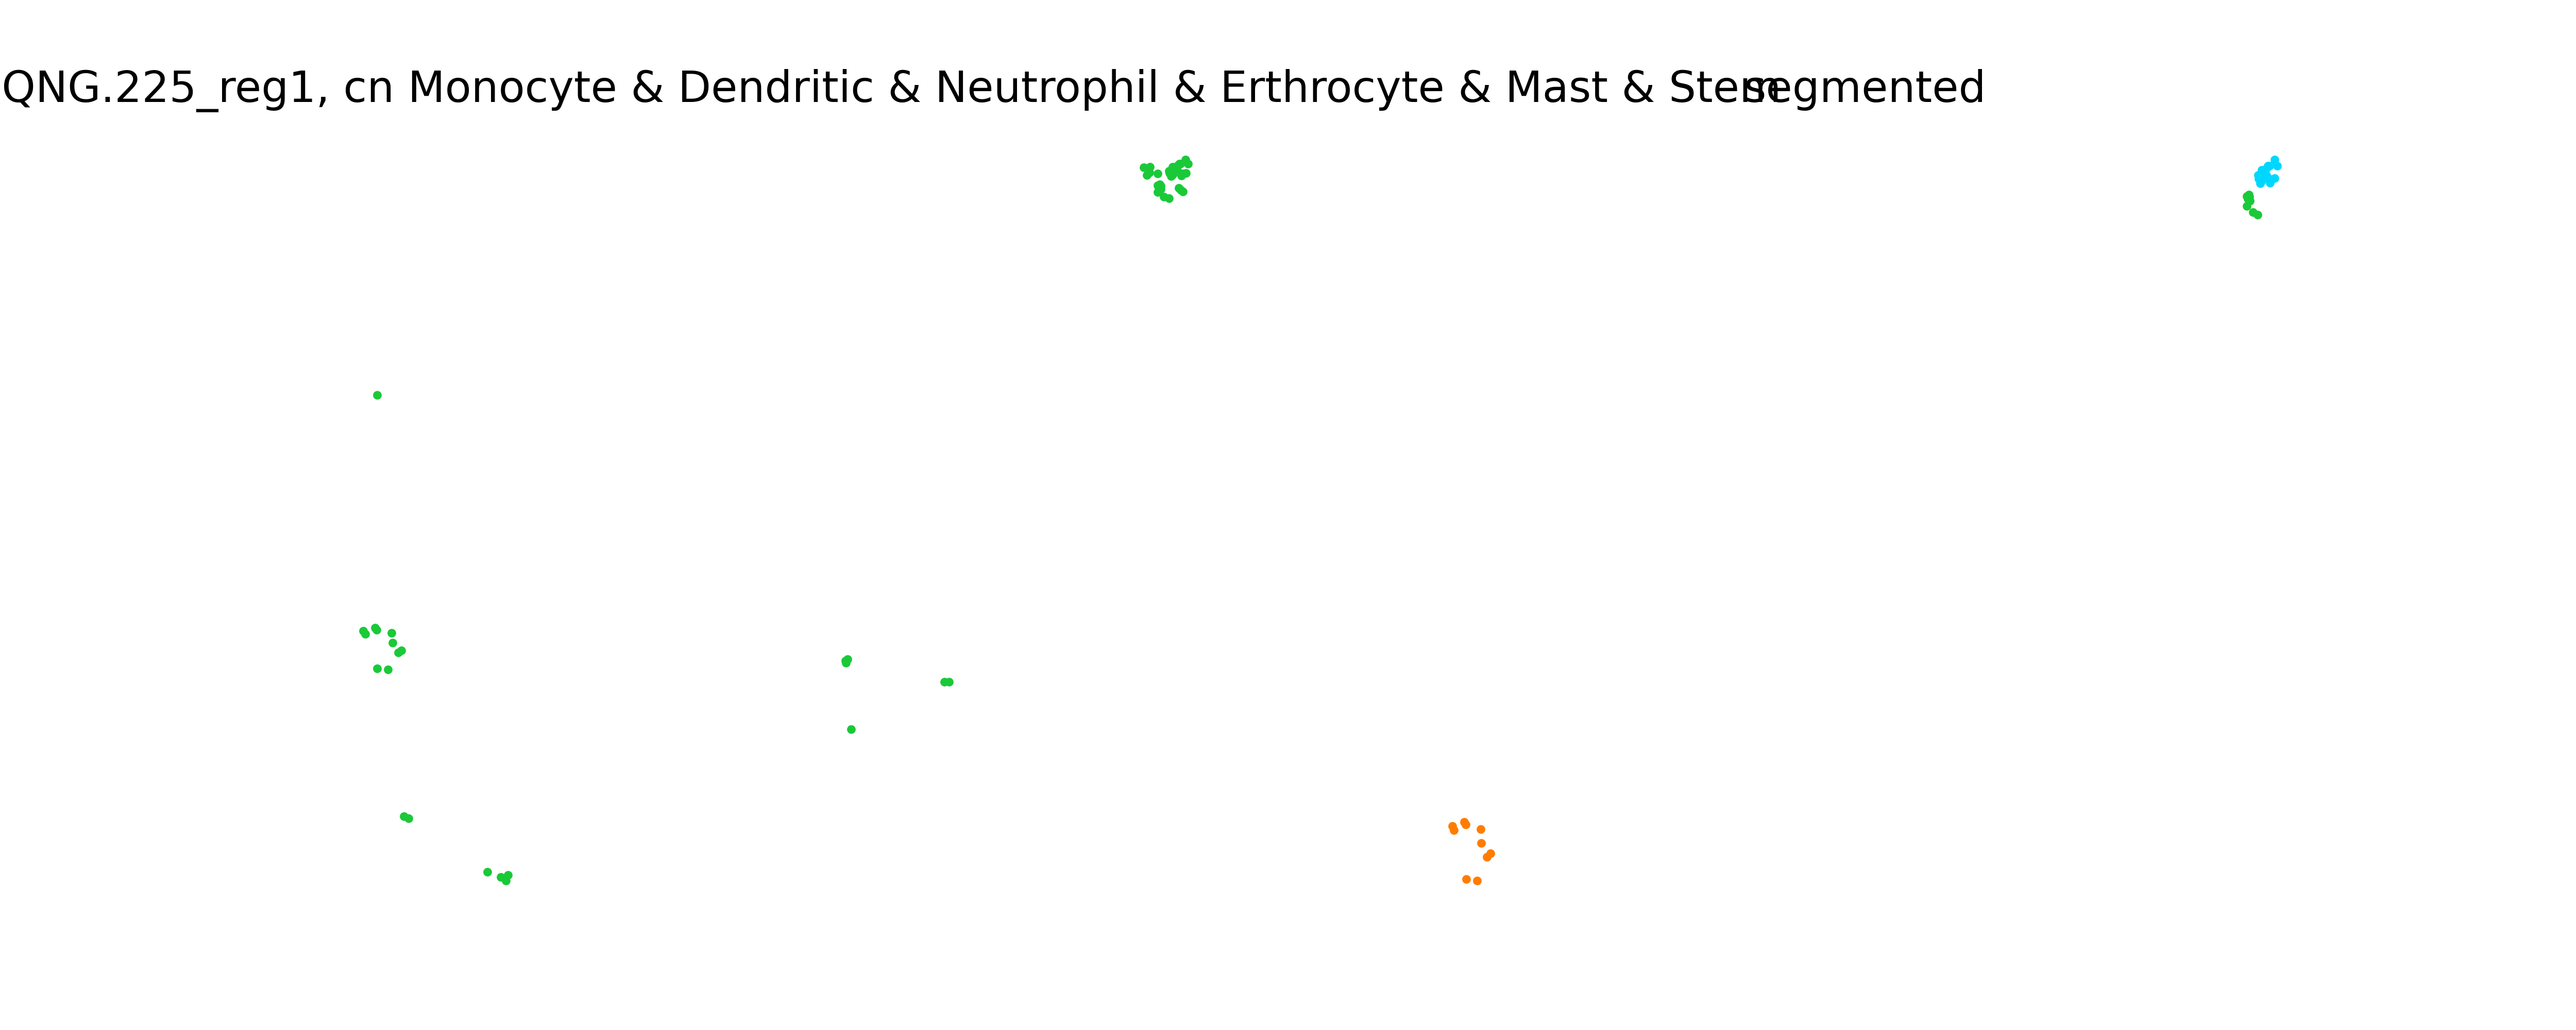 QNG.225_reg1, cn Monocyte & Dendritic & Neutrophil & Erthrocyte & Mast & Stem
segmented